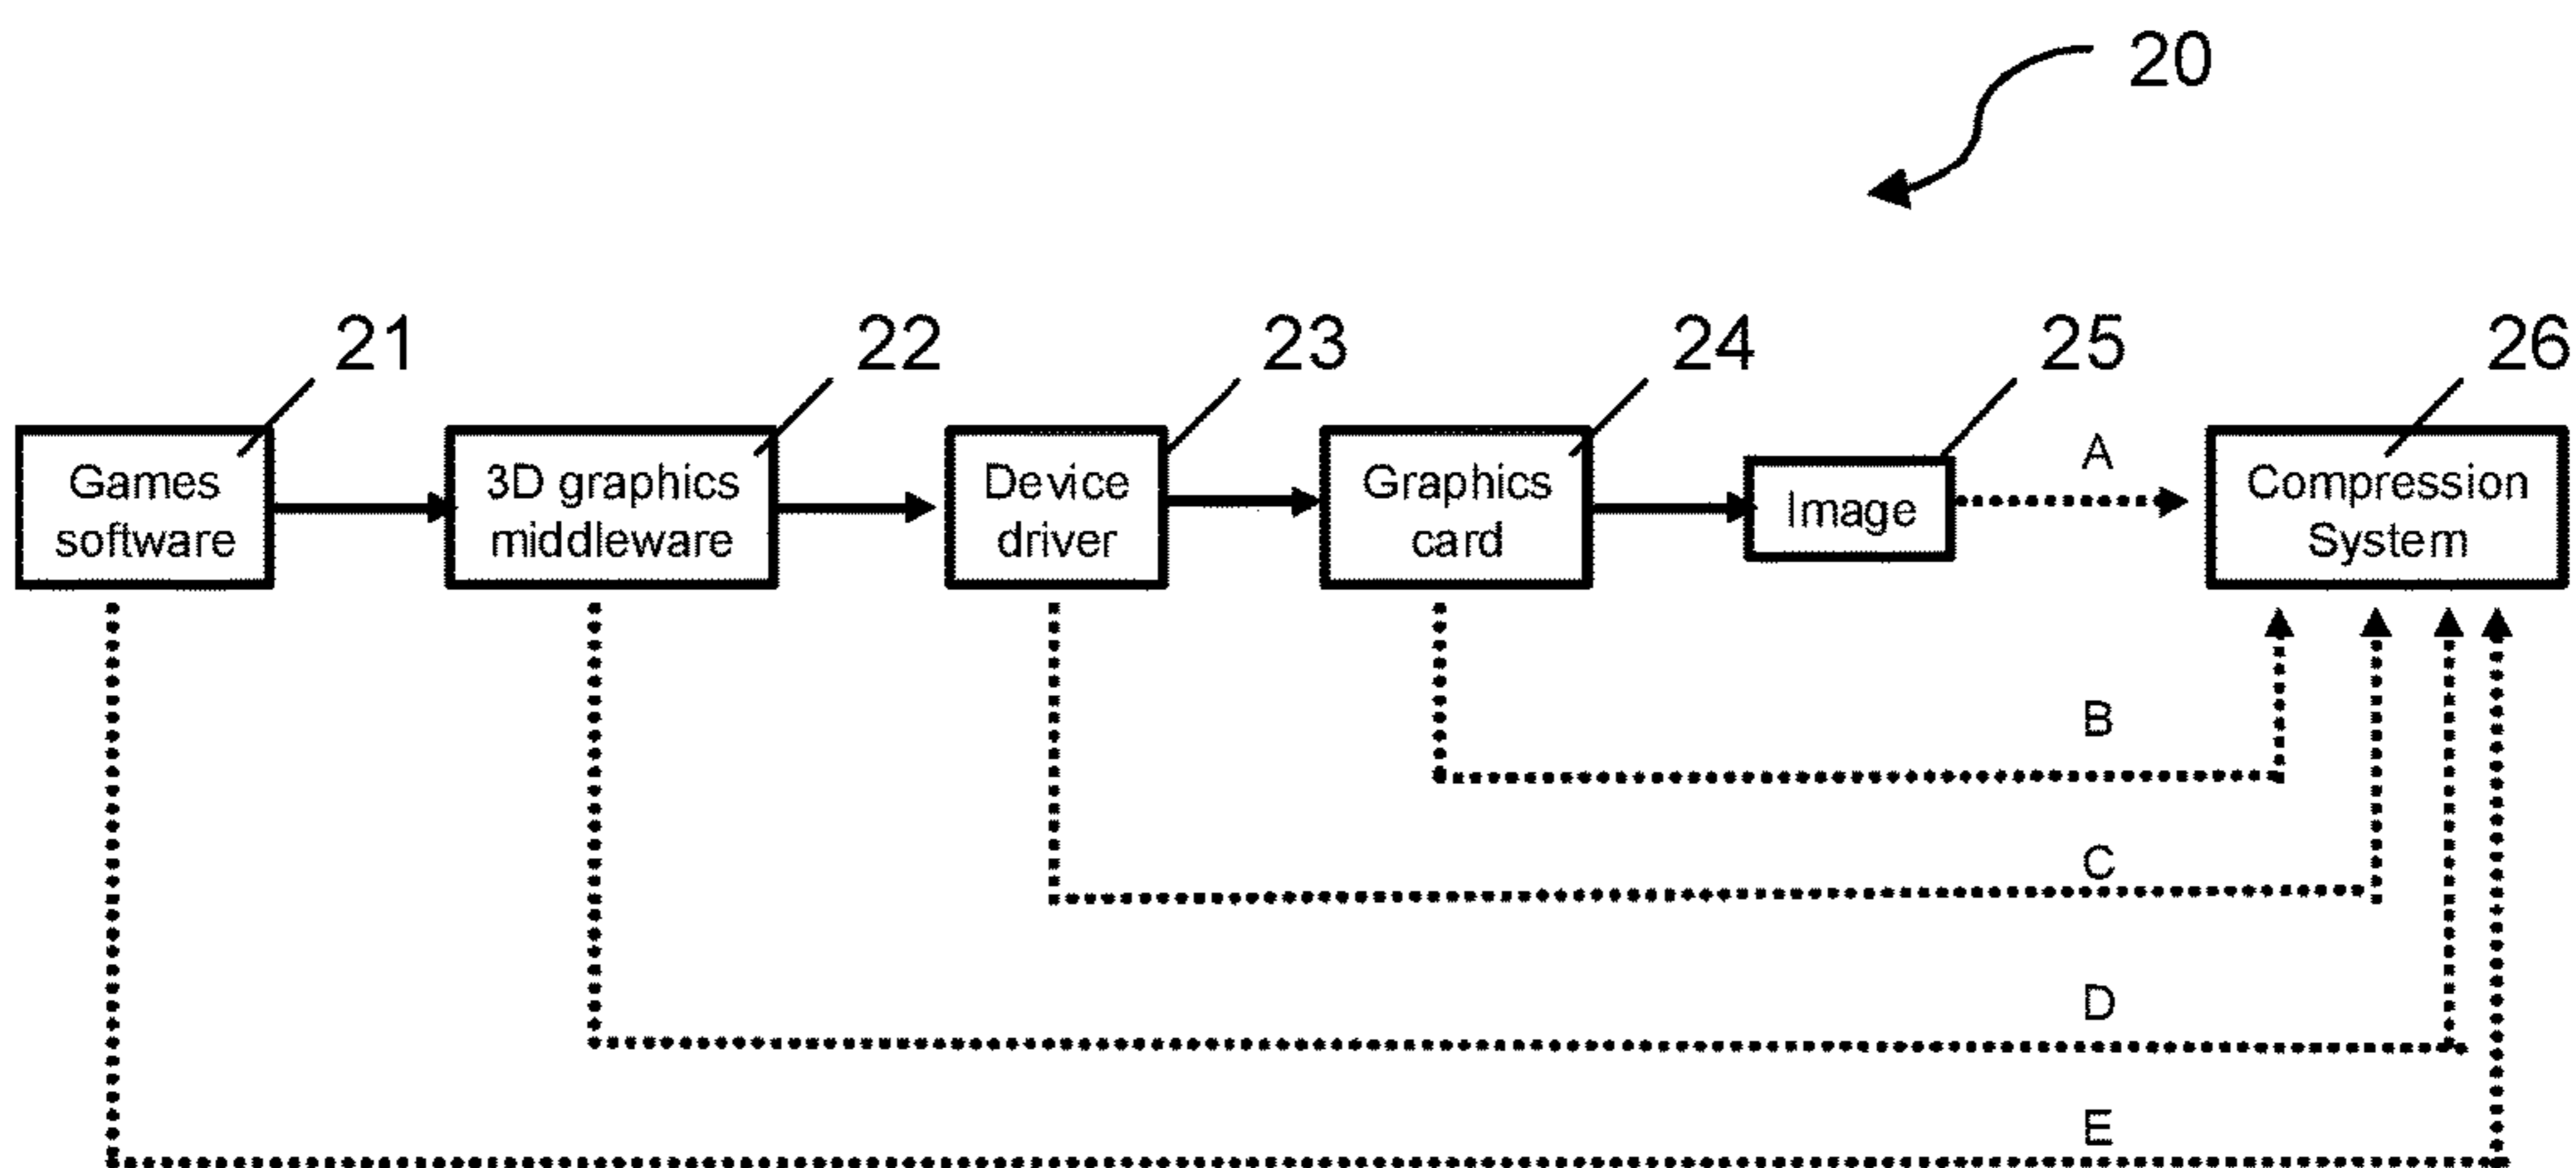 20
21
22
23
24
25
26
Games
software
3D graphics
middleware
Device
driver
Graphics
card
Image
A
Compression
System
B
C
D
E